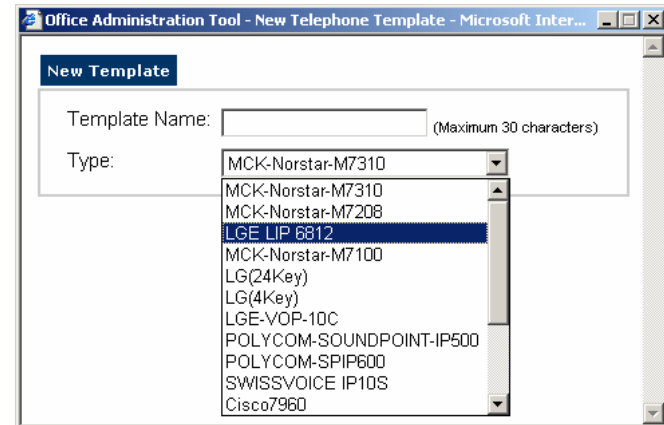 Office Administration Tool - New Telephone Template - Microsoft Inter...
New Template
Template Name: (Maximum 30 characters)
Type: MCK-Norstar-M7310
MCK-Norstar-M7310
MCK-Norstar-M7208
LGE LIP 6812
MCK-Norstar-M7100
LG(24Key)
LG(4Key)
LGE-VOP-10C
POLYCOM-SOUNDPOINT-IP500
POLYCOM-SPIP600
SWISSVOICE IP10S
Cisco7960